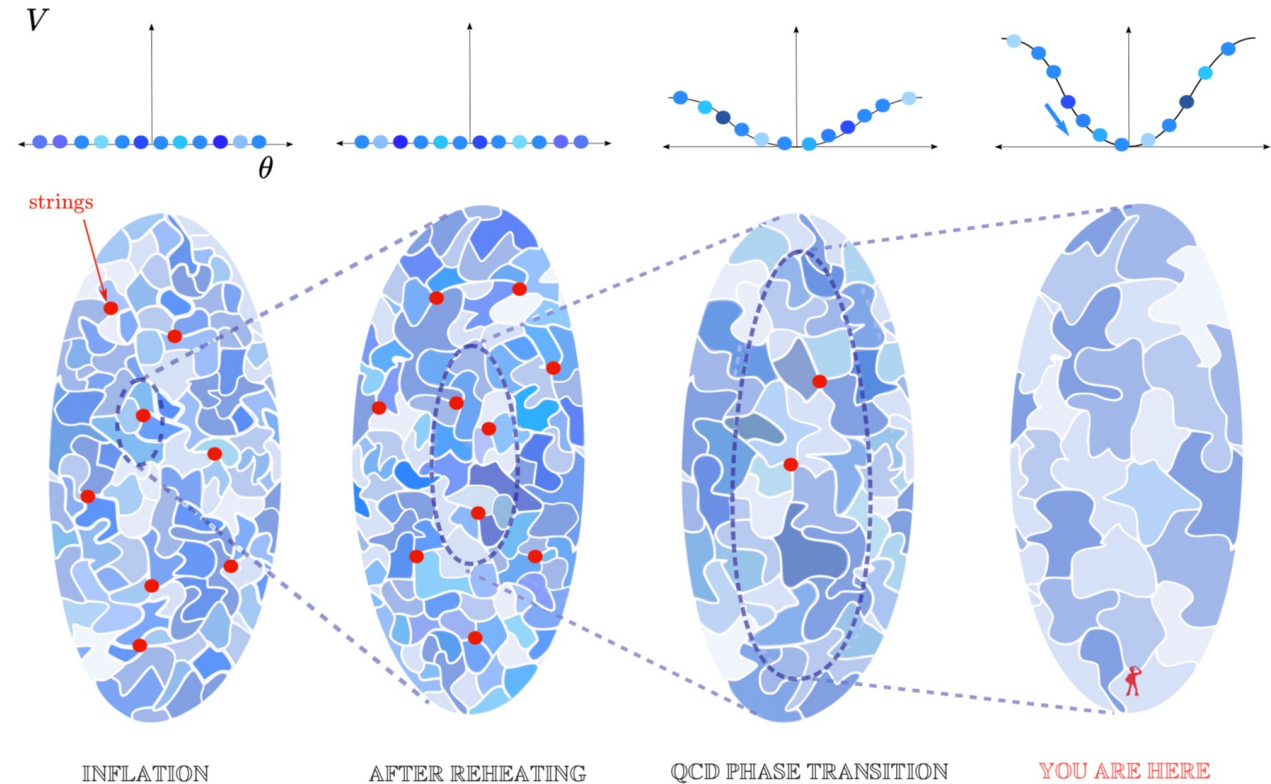 V
θ
strings
INFLATION
AFTER REHEATING
QCD PHASE TRANSITION
YOU ARE HERE